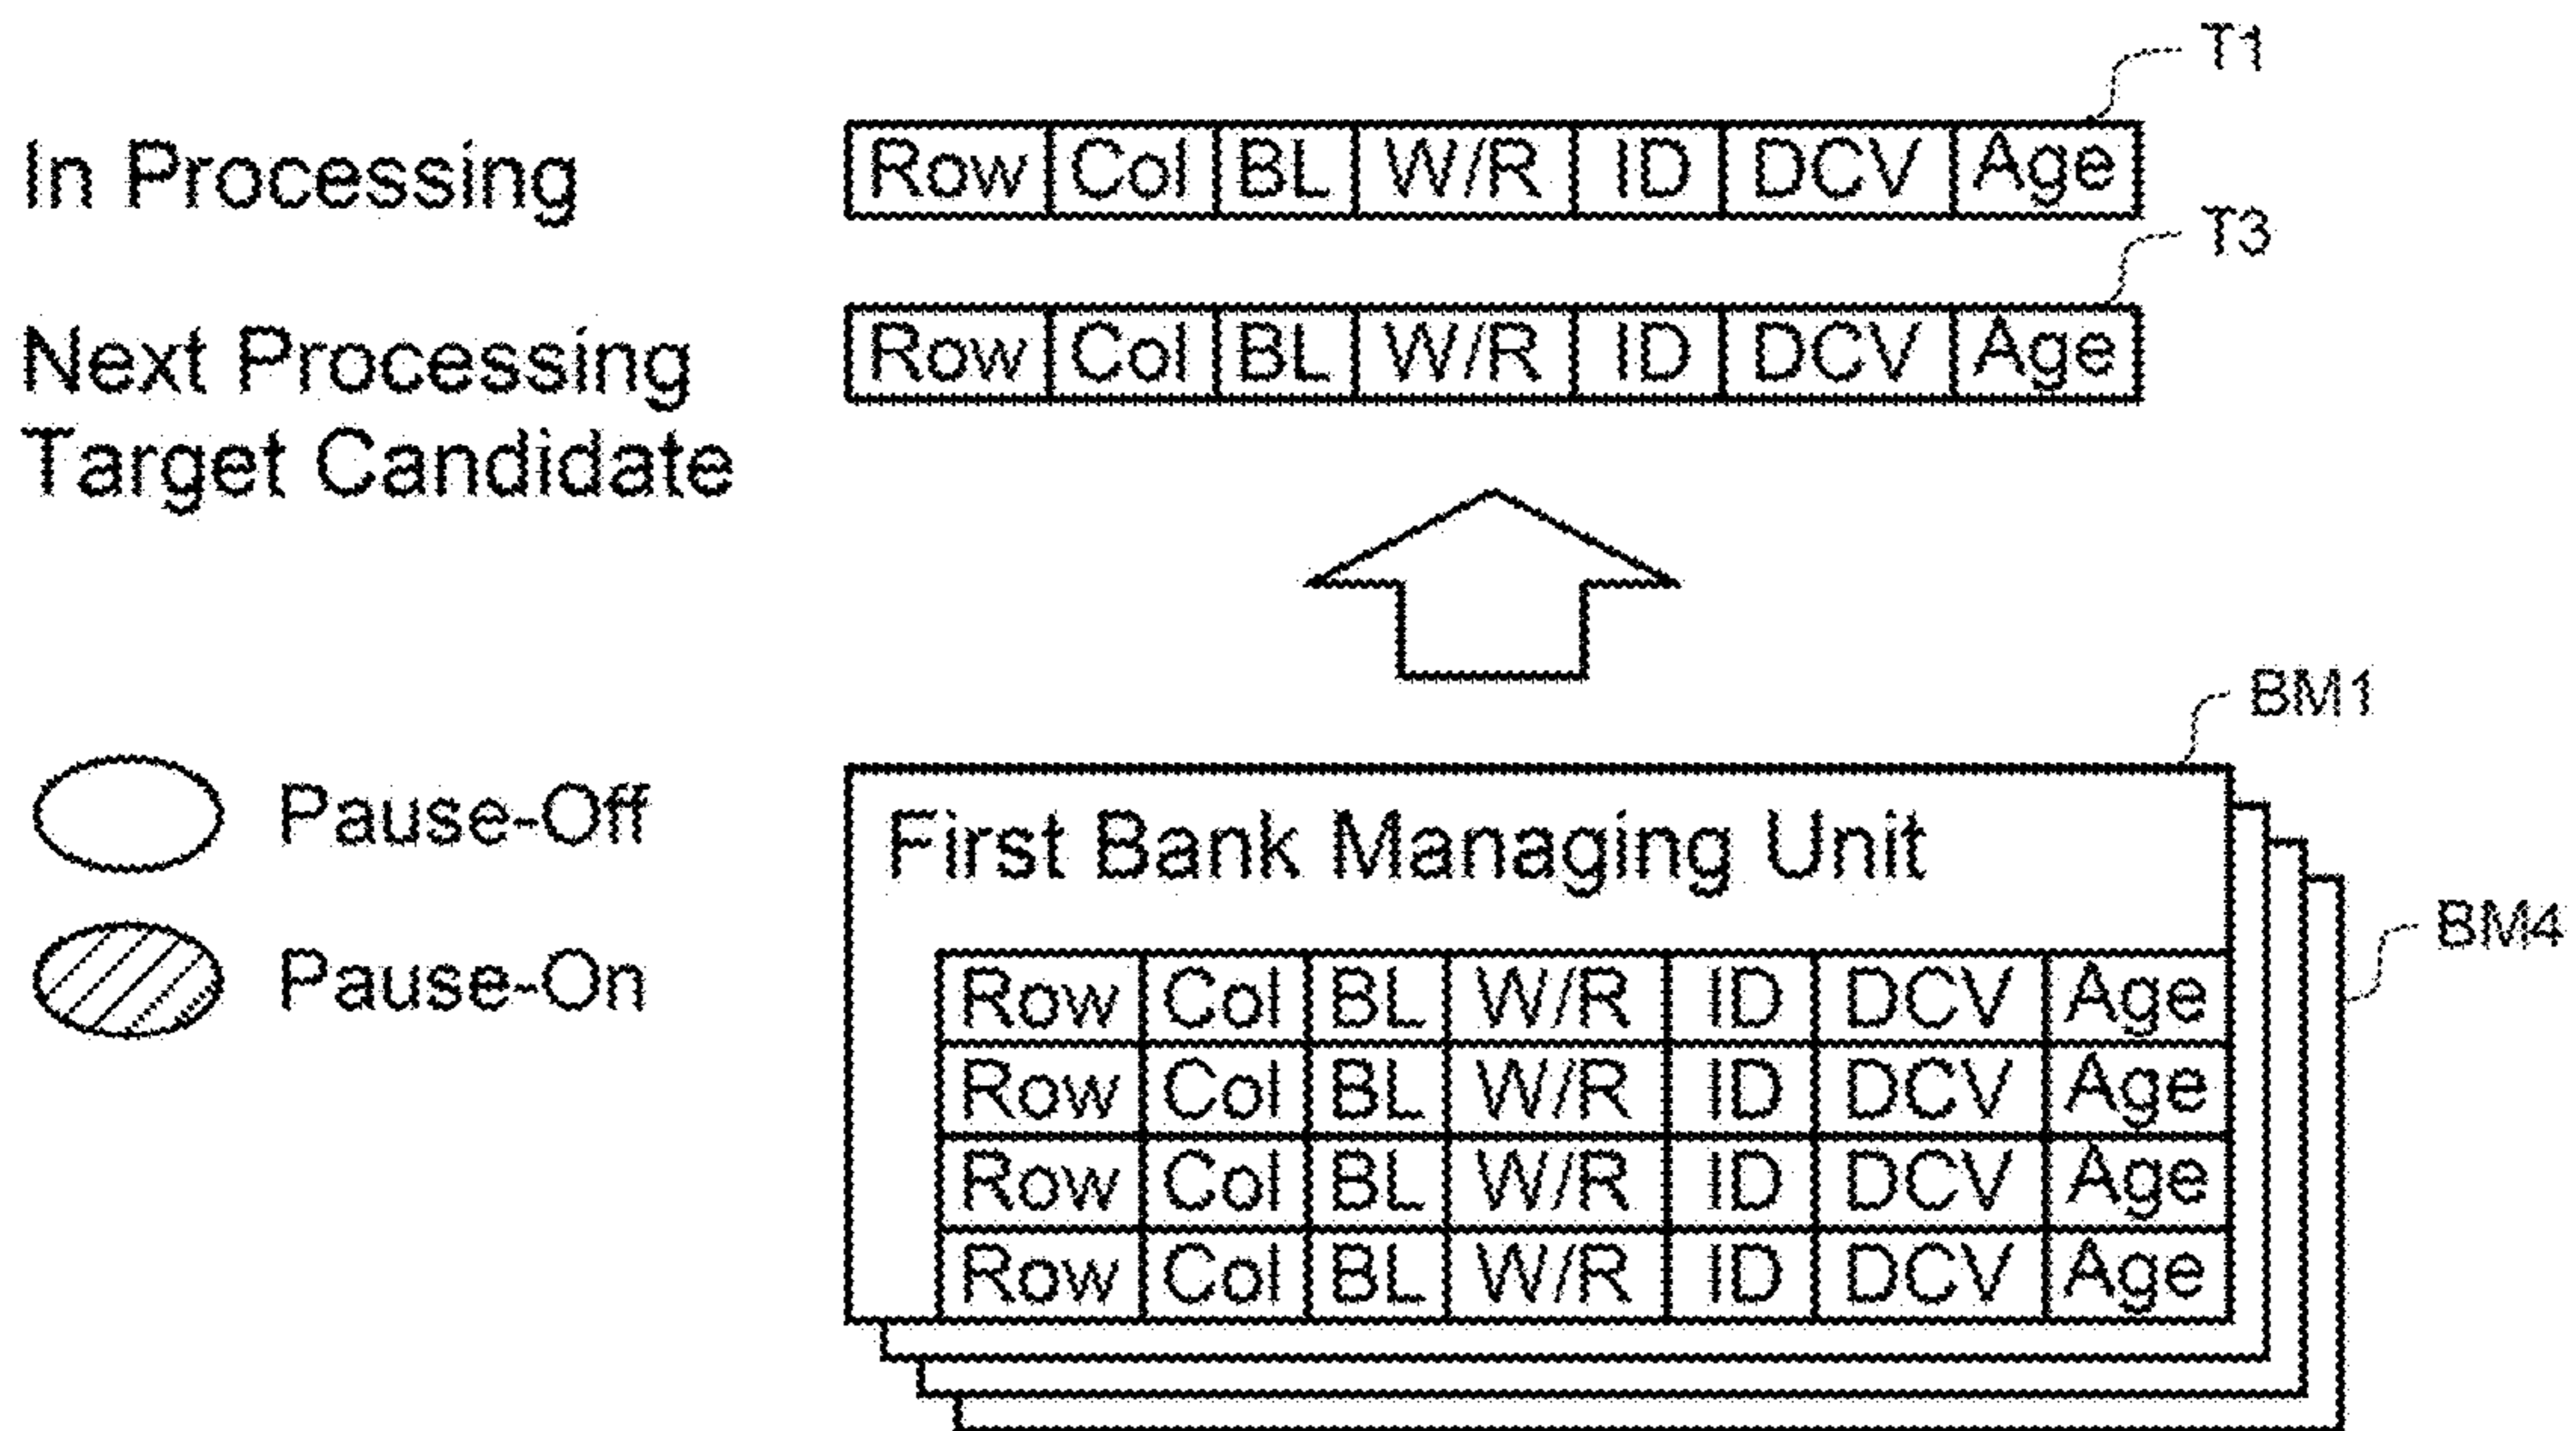 T1
In Processing
Row Col BL W/R ID DCV Age
T3
Next Processing
Target Candidate
Row Col BL W/R ID DCV Age
BM1
Pause-Off
Pause-On
First Bank Managing Unit
BM4
Row Col BL W/R ID DCV Age
Row Col BL W/R ID DCV Age
Row Col BL W/R ID DCV Age
Row Col BL W/R ID DCV Age